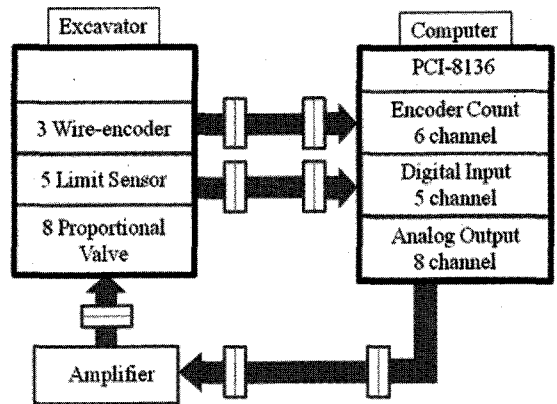 Excavator
3 Wire-encoder
5 Limit Sensor
8 Proportional
Valve
Computer
PCI-8136
Encoder Count
6 channel
Digital Input
5 channel
Analog Output
8 channel
Amplifier